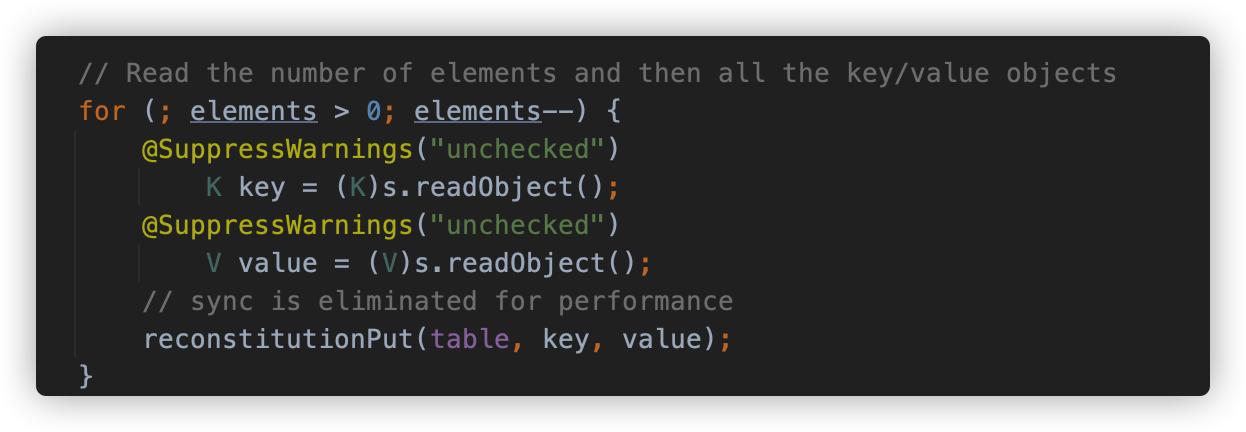 // Read the number of elements and then all the key/value objects
for (; elements > 0; elements--) {
    @SuppressWarnings("unchecked")
        K key = (K)s.readObject();
    @SuppressWarnings("unchecked")
        V value = (V)s.readObject();
    // sync is eliminated for performance
    reconstitutionPut(table, key, value);
}